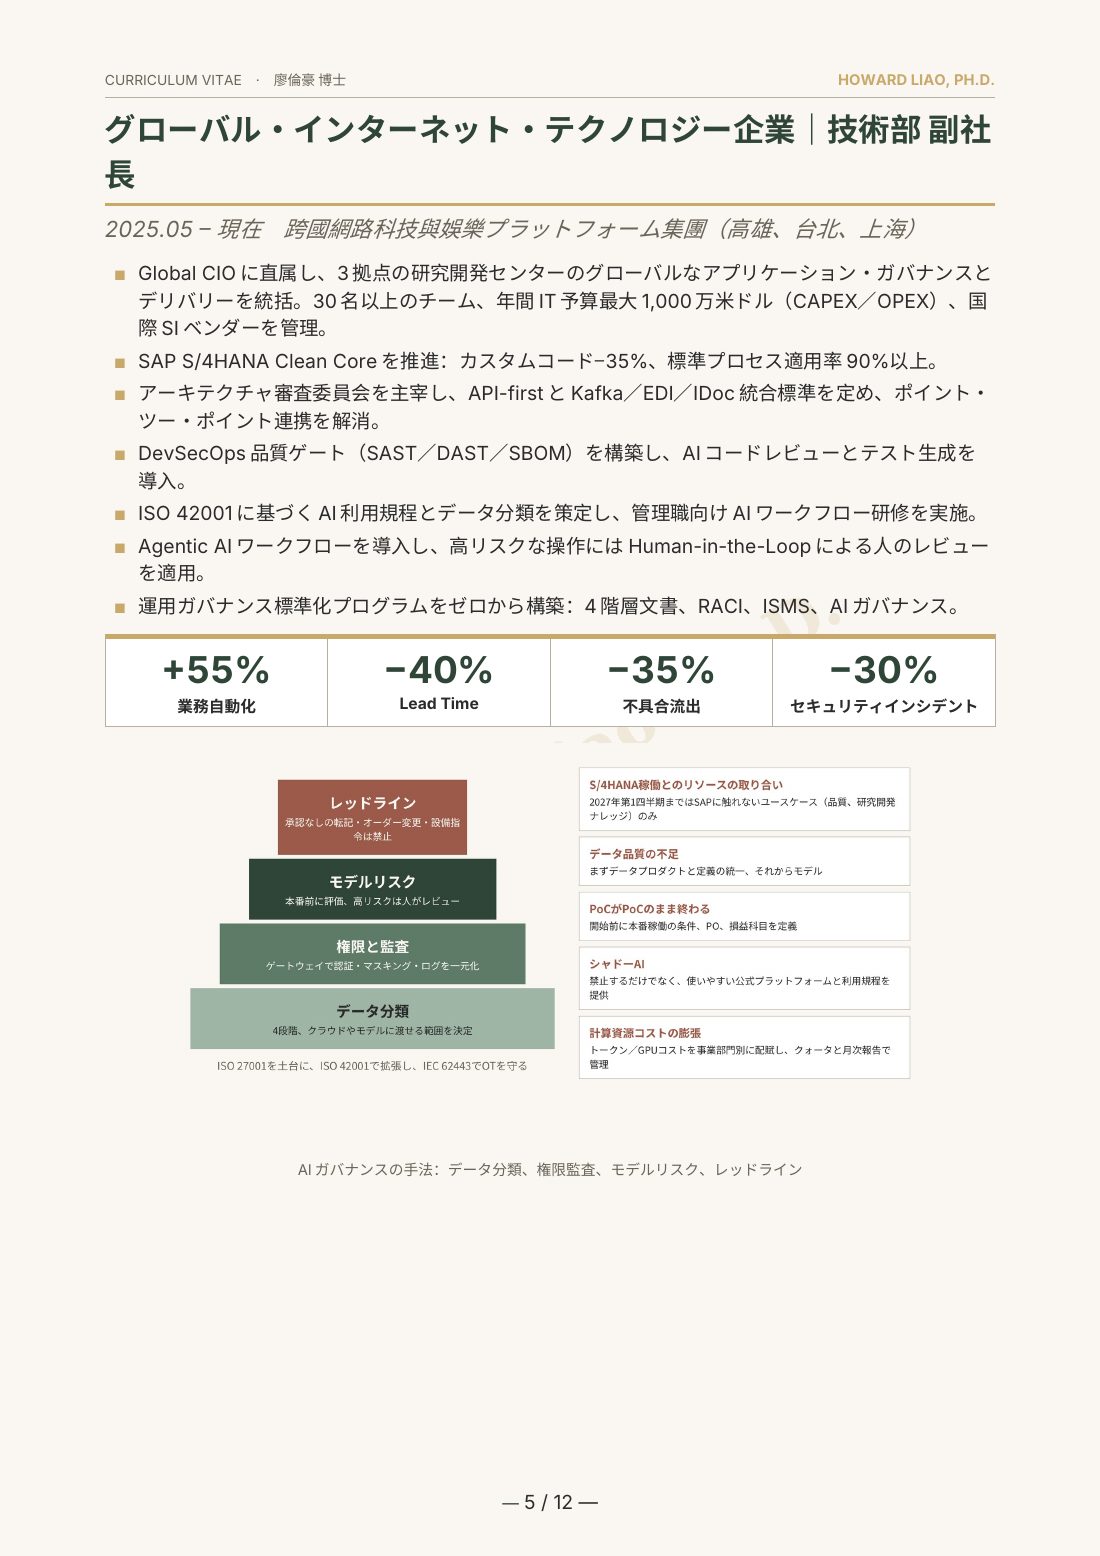 CURRICULUM VITAE · 廖倫豪 博士
HOWARD LIAO, PH.D.
グローバル・インターネット・テクノロジー企業｜技術部 副社
長
2025.05 – 現在　跨國網路科技與娛樂プラットフォーム集團（高雄、台北、上海）
■ Global CIO に直属し、3 拠点の研究開発センターのグローバルなアプリケーション・ガバナンスと
デリバリーを統括。30 名以上のチーム、年間 IT 予算最大 1,000 万米ドル（CAPEX／OPEX）、国
際 SI ベンダーを管理。
■ SAP S/4HANA Clean Core を推進：カスタムコード−35%、標準プロセス適用率 90%以上。
■ アーキテクチャ審査委員会を主宰し、API-first と Kafka／EDI／IDoc 統合標準を定め、ポイント・
ツー・ポイント連携を解消。
■ DevSecOps 品質ゲート（SAST／DAST／SBOM）を構築し、AI コードレビューとテスト生成を
導入。
■ ISO 42001 に基づく AI 利用規程とデータ分類を策定し、管理職向け AI ワークフロー研修を実施。
■ Agentic AI ワークフローを導入し、高リスクな操作には Human-in-the-Loop による人のレビュー
を適用。
■ 運用ガバナンス標準化プログラムをゼロから構築：4 階層文書、RACI、ISMS、AI ガバナンス。
+55%
業務自動化
−40%
Lead Time
−35%
不具合流出
−30%
セキュリティインシデント
レッドライン
承認なしの転記・オーダー変更・設備指
令は禁止
モデルリスク
本番前に評価、高リスクは人がレビュー
権限と監査
ゲートウェイで認証・マスキング・ログを一元化
データ分類
4段階、クラウドやモデルに渡せる範囲を決定
ISO 27001を土台に、ISO 42001で拡張し、IEC 62443でOTを守る
S/4HANA稼働とのリソースの取り合い
2027年第1四半期まではSAPに触れないユースケース（品質、研究開発
ナレッジ）のみ
データ品質の不足
まずデータプロダクトと定義の統一、それからモデル
PoCがPoCのまま終わる
開始前に本番稼働の条件、PO、損益科目を定義
シャドーAI
禁止するだけでなく、使いやすい公式プラットフォームと利用規程を
提供
計算資源コストの膨張
トークン／GPUコストを事業部門別に配賦し、クォータと月次報告で
管理
AI ガバナンスの手法：データ分類、権限監査、モデルリスク、レッドライン
— 5 / 12 —